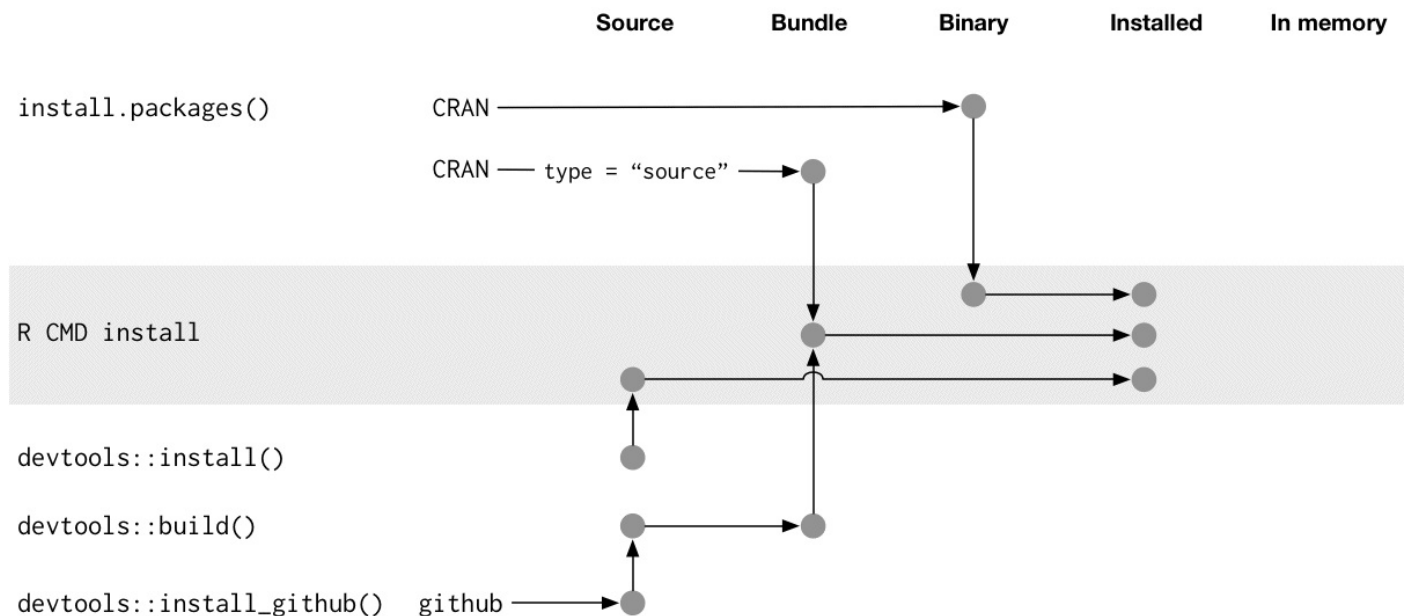 Source Bundle Binary Installed In memory
install.packages() CRAN
CRAN type = “source”
R CMD install
devtools::install()
devtools::build()
devtools::install_github() github